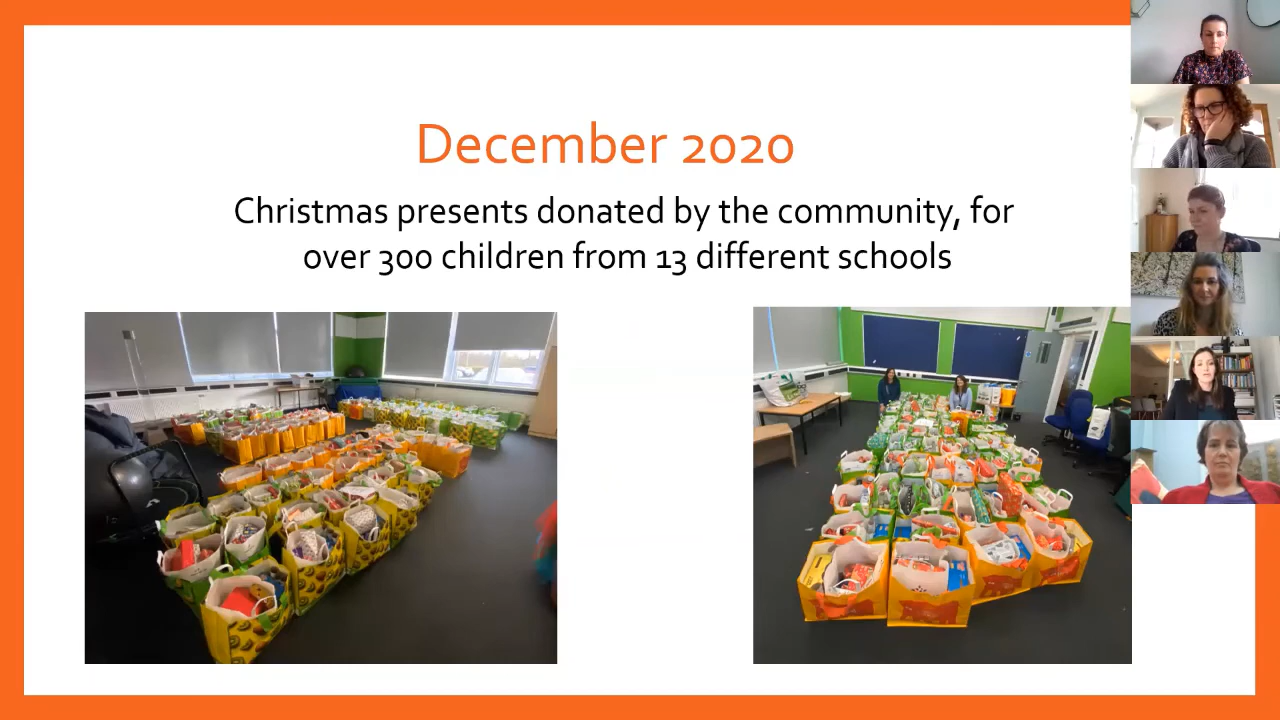 December 2020
Christmas presents donated by the community, for
over 300 children from 13 different schools